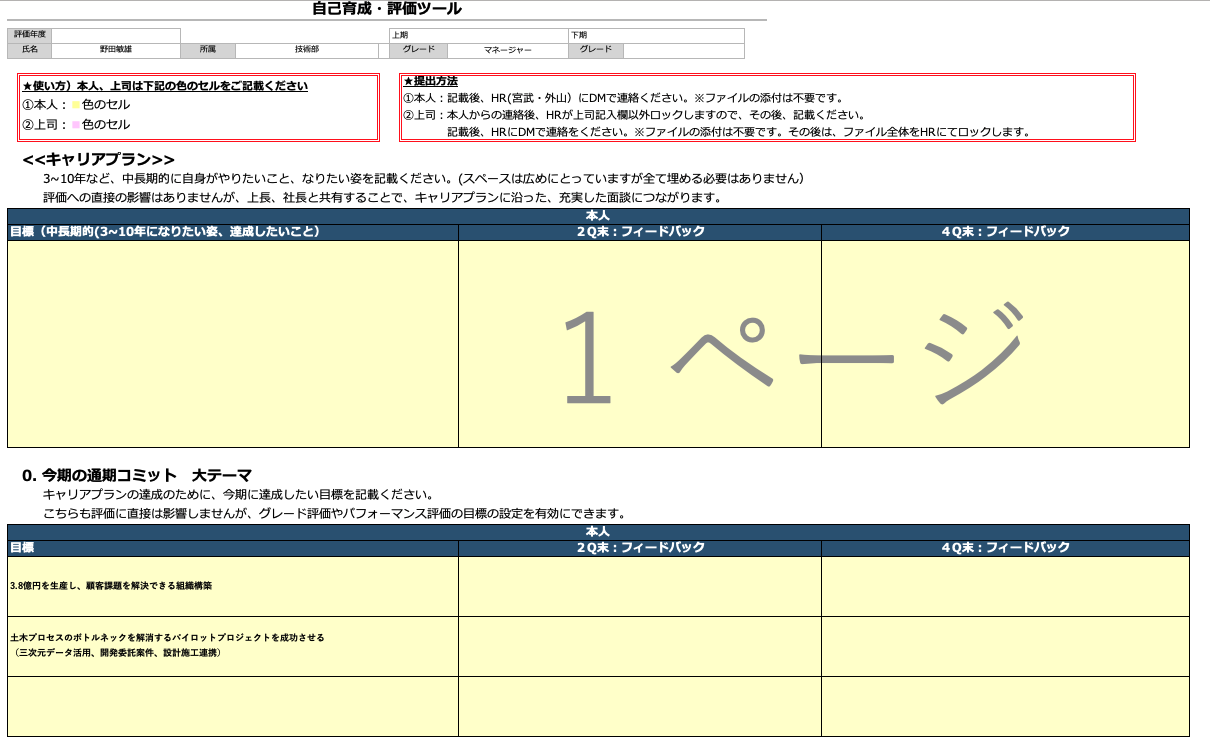 自己育成・評価ツール
評価年度 上期 下期
氏名 野田敏雄 所属 技術部 グレード マネージャー グレード
★使い方）本人、上司は下記の色のセルをご記載ください
①本人：■色のセル
②上司：■色のセル
★提出方法
①本人：記載後、HR(宮武・外山）にDMで連絡ください。※ファイルの添付は不要です。
②上司：本人からの連絡後、HRが上司記入欄以外ロックしますので、その後、記載ください。
記載後、HRにDMで連絡をください。※ファイルの添付は不要です。その後は、ファイル全体をHRにてロックします。
<<キャリアプラン>>
3~10年など、中長期的に自身がやりたいこと、なりたい姿を記載ください。(スペースは広めにとっていますが全て埋める必要はありません）
評価への直接の影響はありませんが、上長、社長と共有することで、キャリアプランに沿った、充実した面談につながります。
本人
目標（中長期的(3~10年になりたい姿、達成したいこと） 2Q末：フィードバック 4Q末：フィードバック
1 ページ
0. 今期の通期コミット　大テーマ
キャリアプランの達成のために、今期に達成したい目標を記載ください。
こちらも評価に直接は影響しませんが、グレード評価やパフォーマンス評価の目標の設定を有効にできます。
本人
目標 2Q末：フィードバック 4Q末：フィードバック
3.8億円を生産し、顧客課題を解決できる組織構築
土木プロセスのボトルネックを解消するパイロットプロジェクトを成功させる
（三次元データ活用、開発委託案件、設計施工連携）